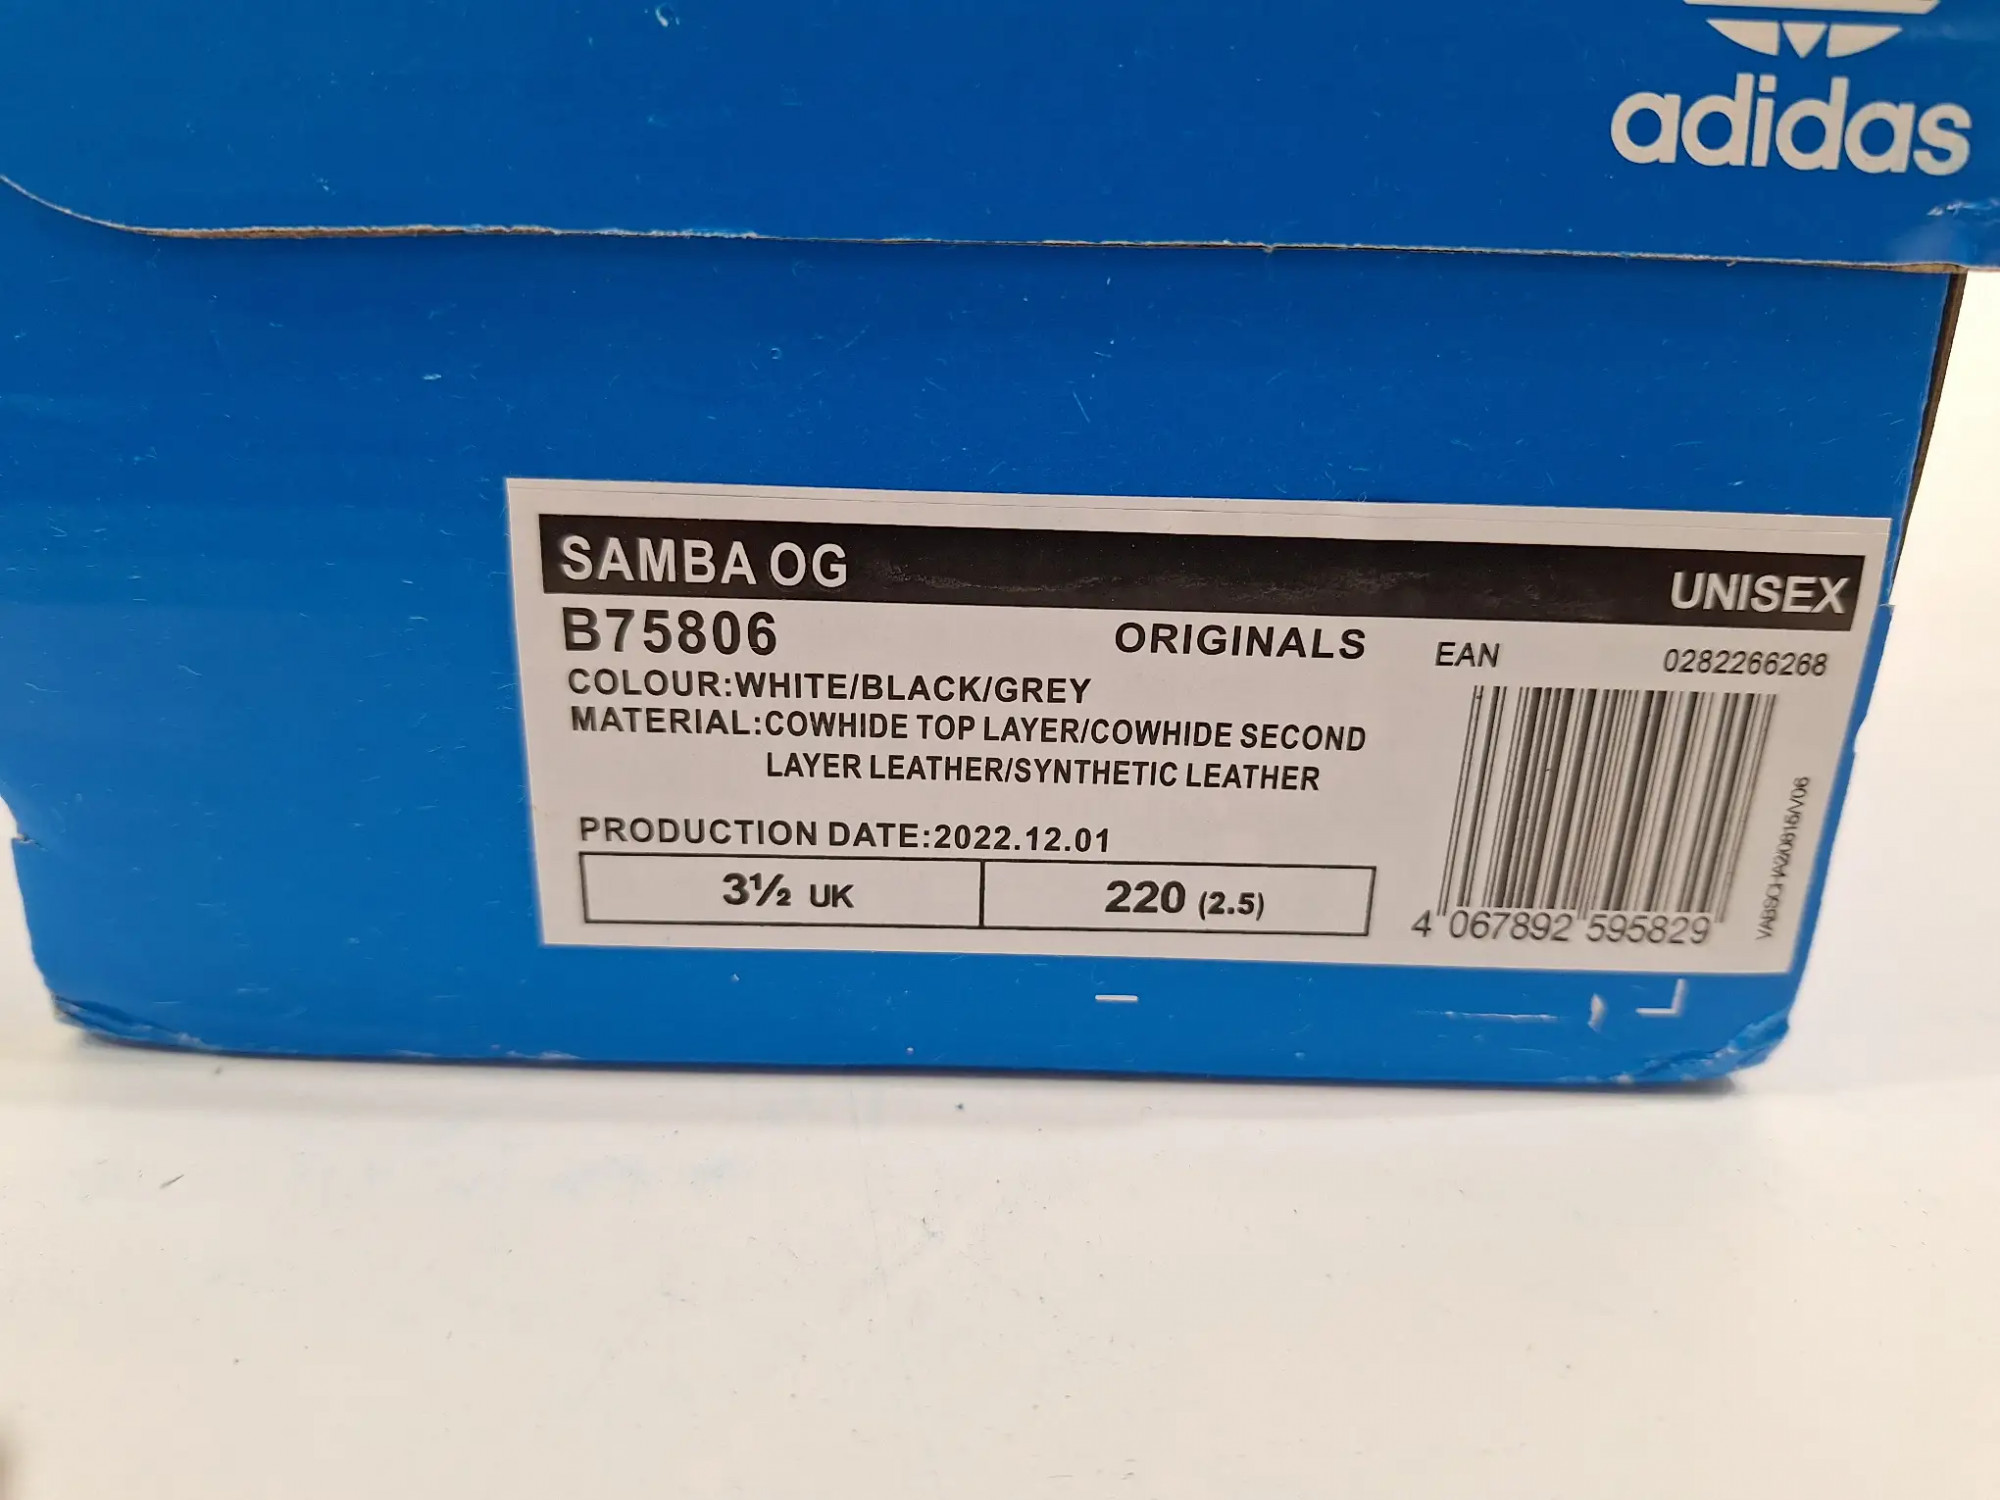 adidas
SAMBA OG
UNISEX
B75806
ORIGINALS
EAN
0282266268
COLOUR:WHITE/BLACK/GREY
MATERIAL:COWHIDE TOP LAYER/COWHIDE SECOND
LAYER LEATHER/SYNTHETIC LEATHER
PRODUCTION DATE:2022.12.01
3½ UK
220 (2.5)
4 067892 595829